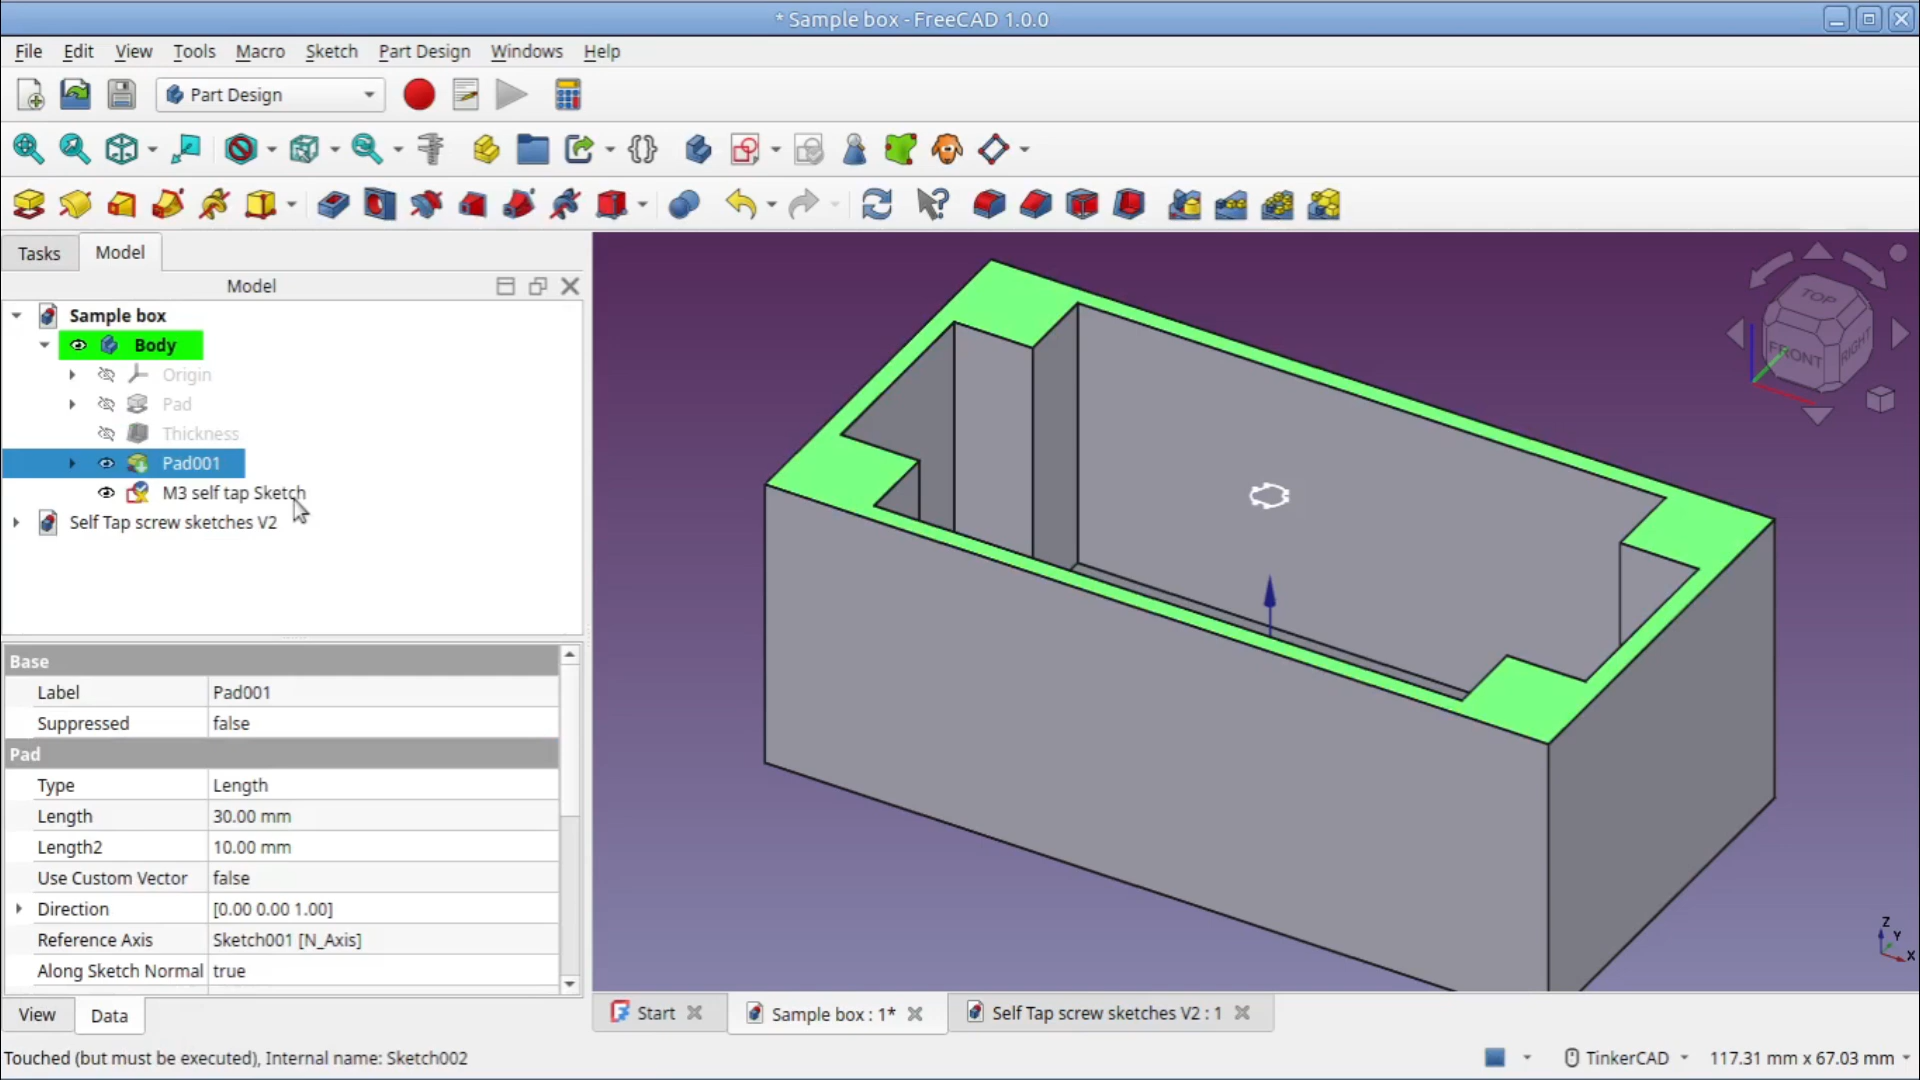 * Sample box - FreeCAD 1.0.0
File Edit View Tools Macro Sketch Part Design Windows Help
Part Design
Tasks Model
Model
Sample box
Body
Origin
Pad
Thickness
Pad001
M3 self tap Sketch
Self Tap screw sketches V2
Base
Label Pad001
Suppressed false
Pad
Type Length
Length 30.00 mm
Length2 10.00 mm
Use Custom Vector false
Direction [0.00 0.00 1.00]
Reference Axis Sketch001 [N_Axis]
Along Sketch Normal true
View Data
TOP
FRONT
RIGHT
Z
Y
X
Start
Sample box : 1*
Self Tap screw sketches V2 : 1
Touched (but must be executed), Internal name: Sketch002
TinkerCAD
117.31 mm x 67.03 mm